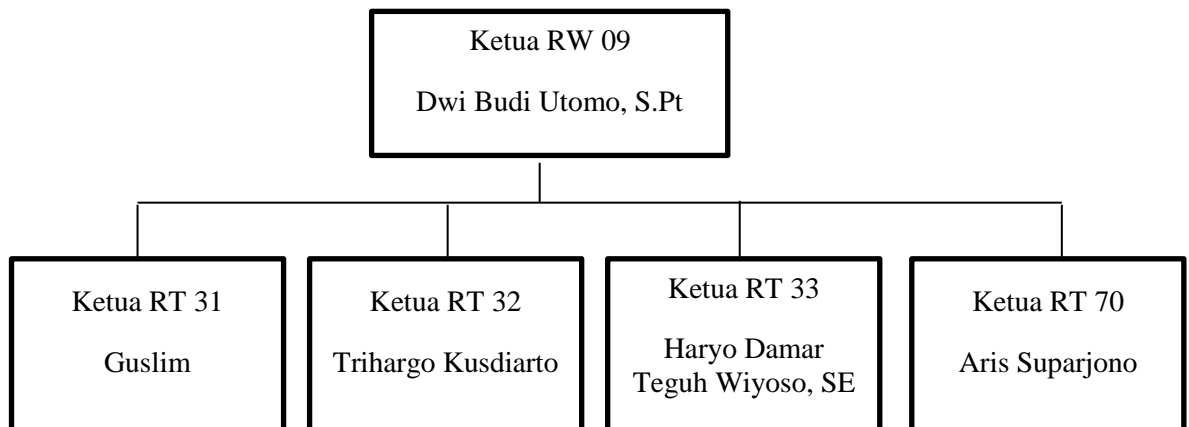 Ketua RW 09
Dwi Budi Utomo, S.Pt
Ketua RT 31
Guslim
Ketua RT 32
Trihargo Kusdiarto
Ketua RT 33
Haryo Damar
Teguh Wiyoso, SE
Ketua RT 70
Aris Suparjono